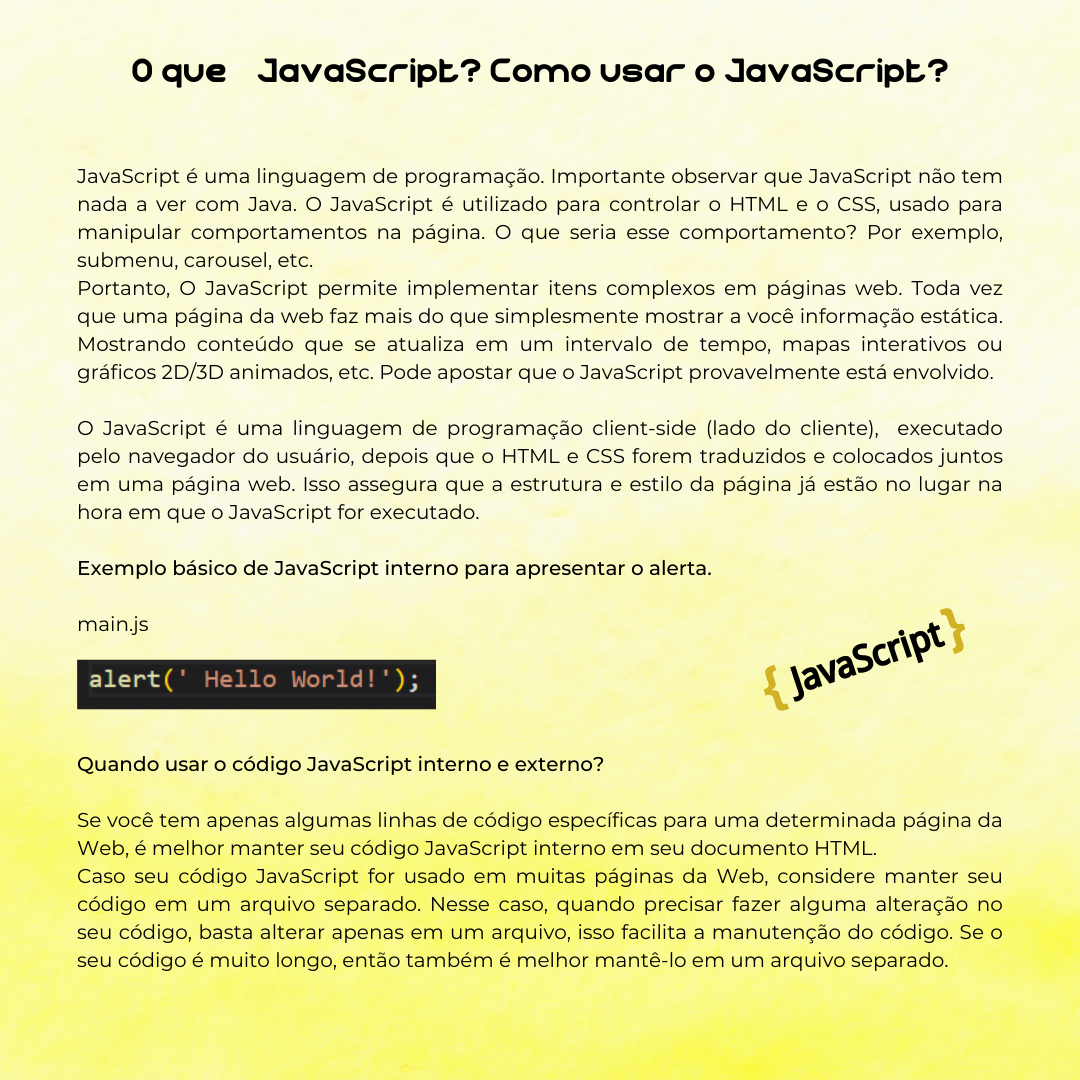 O que JavaScript? Como usar o JavaScript?
JavaScript é uma linguagem de programação. Importante observar que JavaScript não tem
nada a ver com Java. O JavaScript é utilizado para controlar o HTML e o CSS, usado para
manipular comportamentos na página. O que seria esse comportamento? Por exemplo,
submenu, carousel, etc.
Portanto, O JavaScript permite implementar itens complexos em páginas web. Toda vez
que uma página da web faz mais do que simplesmente mostrar a você informação estática.
Mostrando conteúdo que se atualiza em um intervalo de tempo, mapas interativos ou
gráficos 2D/3D animados, etc. Pode apostar que o JavaScript provavelmente está envolvido.
O JavaScript é uma linguagem de programação client-side (lado do cliente), executado
pelo navegador do usuário, depois que o HTML e CSS forem traduzidos e colocados juntos
em uma página web. Isso assegura que a estrutura e estilo da página já estão no lugar na
hora em que o JavaScript for executado.
Exemplo básico de JavaScript interno para apresentar o alerta.
main.js
alert(' Hello World!');
{ JavaScript }
Quando usar o código JavaScript interno e externo?
Se você tem apenas algumas linhas de código específicas para uma determinada página da
Web, é melhor manter seu código JavaScript interno em seu documento HTML.
Caso seu código JavaScript for usado em muitas páginas da Web, considere manter seu
código em um arquivo separado. Nesse caso, quando precisar fazer alguma alteração no
seu código, basta alterar apenas em um arquivo, isso facilita a manutenção do código. Se o
seu código é muito longo, então também é melhor mantê-lo em um arquivo separado.